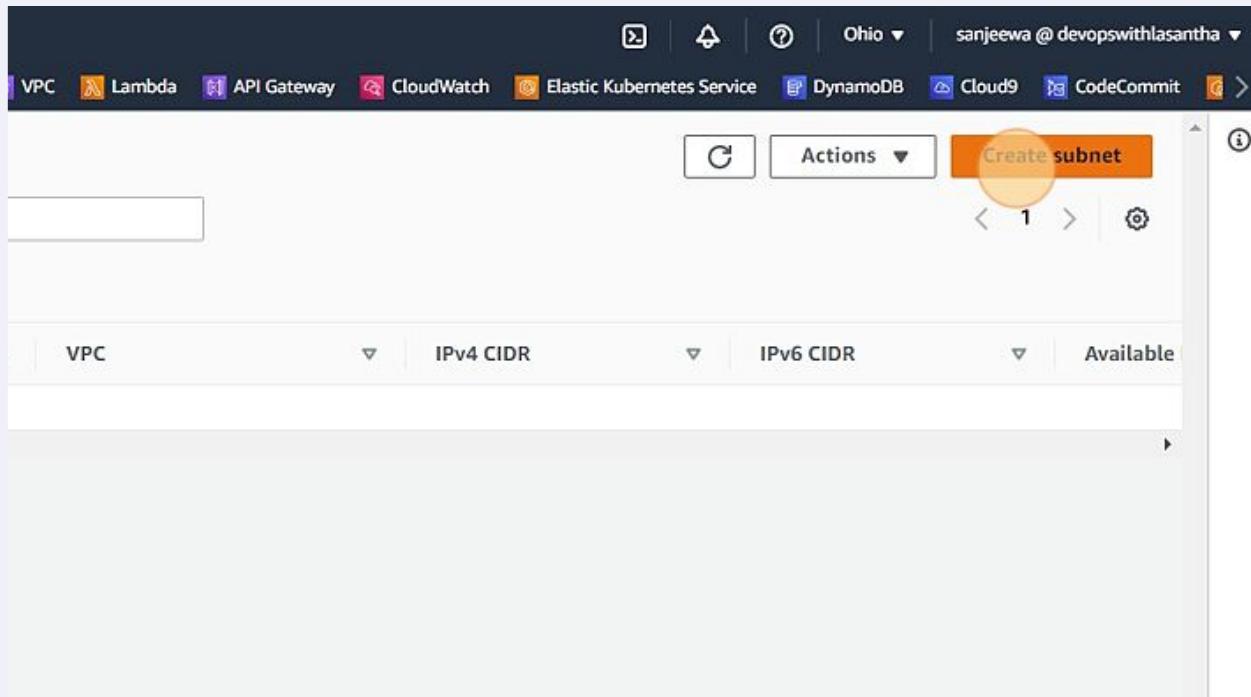 Ohio sanjeewa @ devopswithlasantha
VPC Lambda API Gateway CloudWatch Elastic Kubernetes Service DynamoDB Cloud9 CodeCommit
Actions Create subnet
1
VPC IPv4 CIDR IPv6 CIDR Available